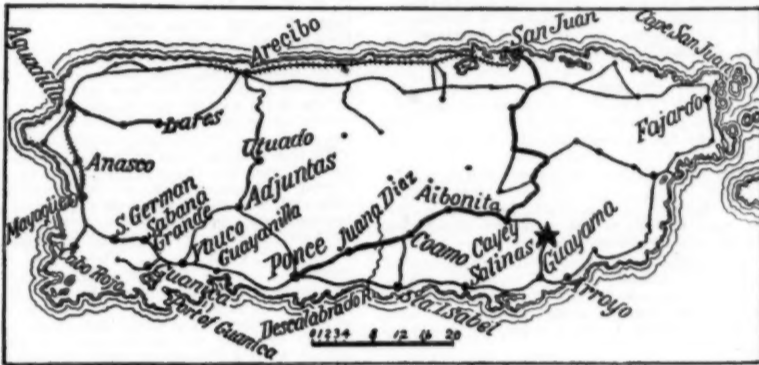 San Juan
Cape San Juan
Arecibo
Aguadilla
Lares
Fajardo
Utuado
Anasco
Adjuntas
Mayagüez
S. German
Sabana
Grande
Yauco
Guayanilla
Ponce
Juana Diaz
Aibonita
Coamo
Cayey
Salinas
Guayama
Cabo Rojo
Guanica
Port of Guanica
Descalabrado R.
Sta. Isabel
Arroyo
0 1 2 3 4 8 12 16 20